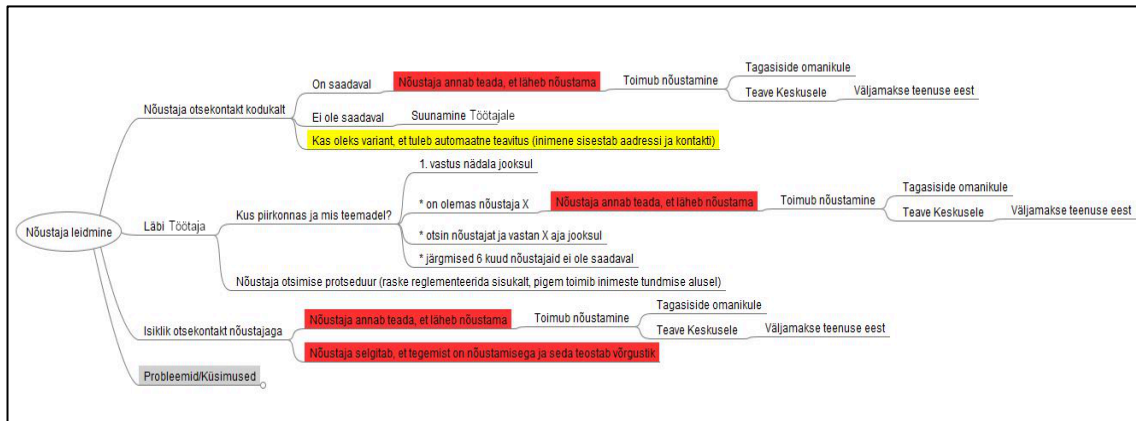 Nõustaja leidmine
Nõustaja otsekontakt kodukalt
On saadaval
Nõustaja annab teada, et läheb nõustama
Toimub nõustamine
Tagasiside omanikule
Teave Keskusele
Väljamakse teenuse eest
Ei ole saadaval
Suunamine Töötajale
Kas oleks variant, et tuleb automaatne teavitus (inimene sisestab aadressi ja kontakti)
Läbi Töötaja
Kus piirkonnas ja mis teemadel?
1. vastus nädala jooksul
* on olemas nõustaja X
Nõustaja annab teada, et läheb nõustama
Toimub nõustamine
Tagasiside omanikule
Teave Keskusele
Väljamakse teenuse eest
* otsin nõustajat ja vastan X aja jooksul
* järgmised 6 kuud nõustajaid ei ole saadaval
Nõustaja otsimise protseduur (raske reglementeerida sisukalt, pigem toimib inimeste tundmise alusel)
Isiklik otsekontakt nõustajaga
Nõustaja annab teada, et läheb nõustama
Toimub nõustamine
Tagasiside omanikule
Teave Keskusele
Väljamakse teenuse eest
Nõustaja selgitab, et tegemist on nõustamisega ja seda teostab võrgustik
Probleemid/Küsimused